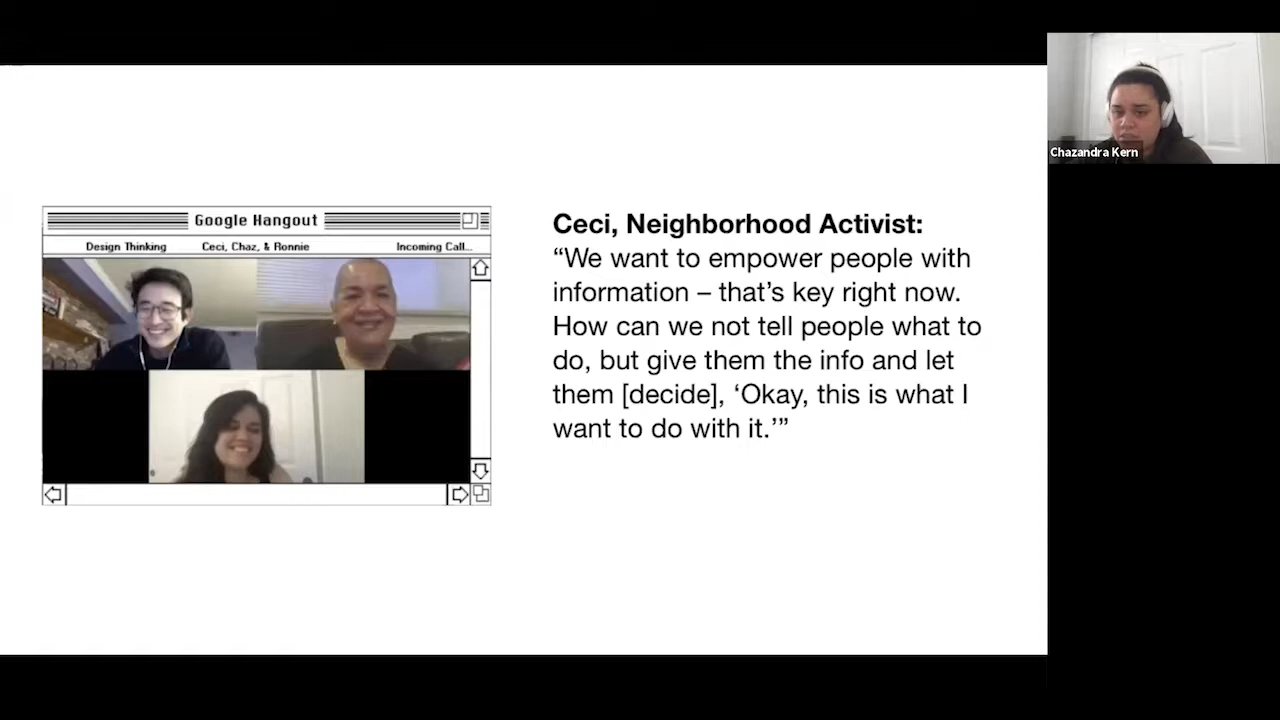 Google Hangout
Design Thinking Ceci, Chaz, & Ronnie Incoming Call...
Ceci, Neighborhood Activist:
“We want to empower people with
information – that’s key right now.
How can we not tell people what to
do, but give them the info and let
them [decide], ‘Okay, this is what I
want to do with it.’”
Chazandra Kern